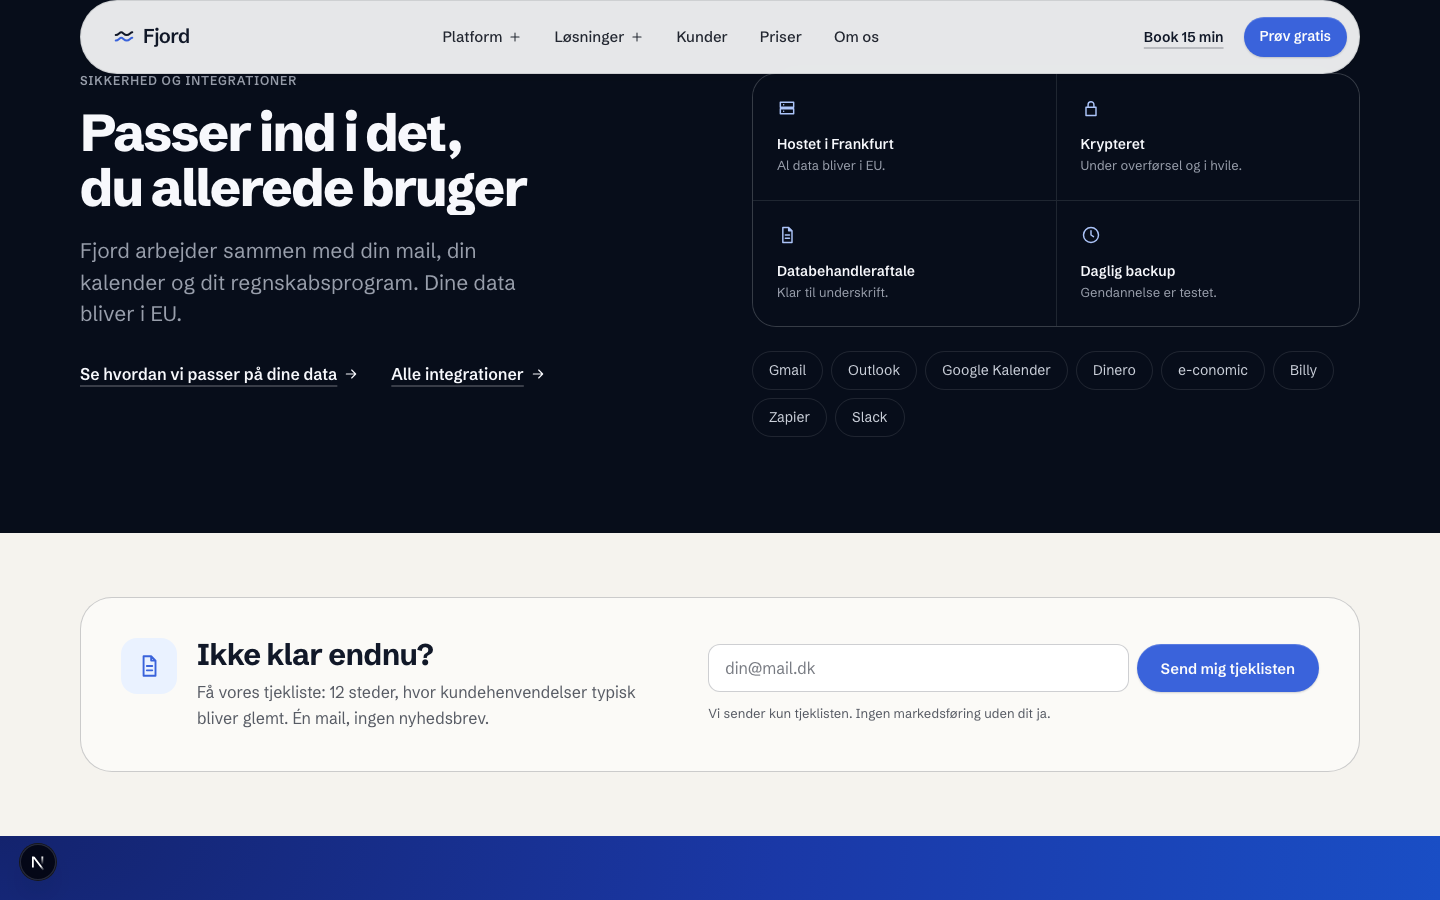 Fjord
Platform +
Løsninger +
Kunder
Priser
Om os
Book 15 min
Prøv gratis
SIKKERHED OG INTEGRATIONER
Passer ind i det,
du allerede bruger
Fjord arbejder sammen med din mail, din
kalender og dit regnskabsprogram. Dine data
bliver i EU.
Se hvordan vi passer på dine data →
Alle integrationer →
Hostet i Frankfurt
Al data bliver i EU.
Krypteret
Under overførsel og i hvile.
Databehandleraftale
Klar til underskrift.
Daglig backup
Gendannelse er testet.
Gmail
Outlook
Google Kalender
Dinero
e-conomic
Billy
Zapier
Slack
Ikke klar endnu?
Få vores tjekliste: 12 steder, hvor kundehenvendelser typisk
bliver glemt. Én mail, ingen nyhedsbrev.
din@mail.dk
Send mig tjeklisten
Vi sender kun tjeklisten. Ingen markedsføring uden dit ja.
N